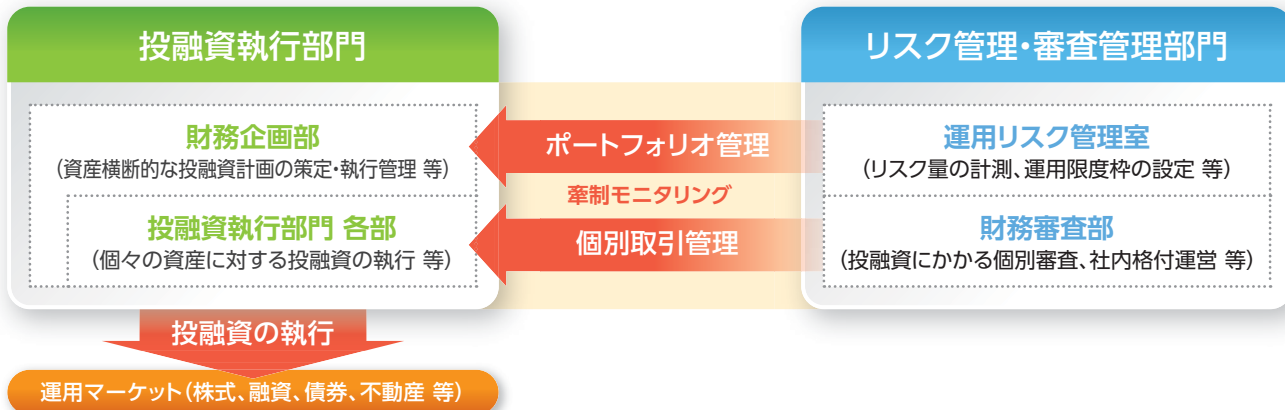 投融資執行部門
財務企画部
(資産横断的な投融資計画の策定・執行管理 等)
投融資執行部門 各部
(個々の資産に対する投融資の執行 等)
ポートフォリオ管理
牽制モニタリング
個別取引管理
リスク管理・審査管理部門
運用リスク管理室
(リスク量の計測、運用限度枠の設定 等)
財務審査部
(投融資にかかる個別審査、社内格付運営 等)
投融資の執行
運用マーケット(株式、融資、債券、不動産 等)